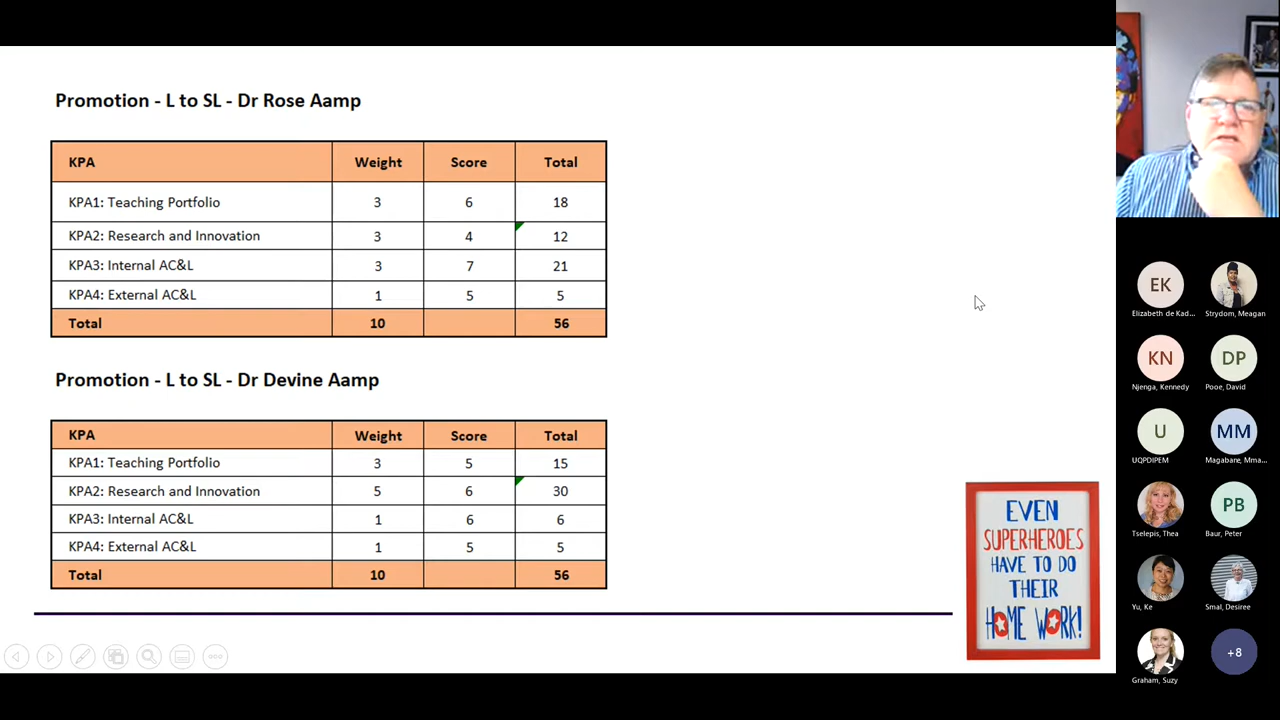 Promotion - L to SL - Dr Rose Aamp
KPA Weight Score Total
KPA1: Teaching Portfolio 3 6 18
KPA2: Research and Innovation 3 4 12
KPA3: Internal AC&L 3 7 21
KPA4: External AC&L 1 5 5
Total 10 56
Promotion - L to SL - Dr Devine Aamp
KPA Weight Score Total
KPA1: Teaching Portfolio 3 5 15
KPA2: Research and Innovation 5 6 30
KPA3: Internal AC&L 1 6 6
KPA4: External AC&L 1 5 5
Total 10 56
EVEN
SUPERHEROES
HAVE TO DO
THEIR
HOME WORK!
EK
Elizabeth de Kad... Strydom, Meagan
KN DP
Njenga, Kennedy Pooe, David
U MM
UQPDIPEM Magabane, Mma...
PB
Tselepis, Thea Baur, Peter
Yu, Ke Smal, Desiree
+8
Graham, Suzy